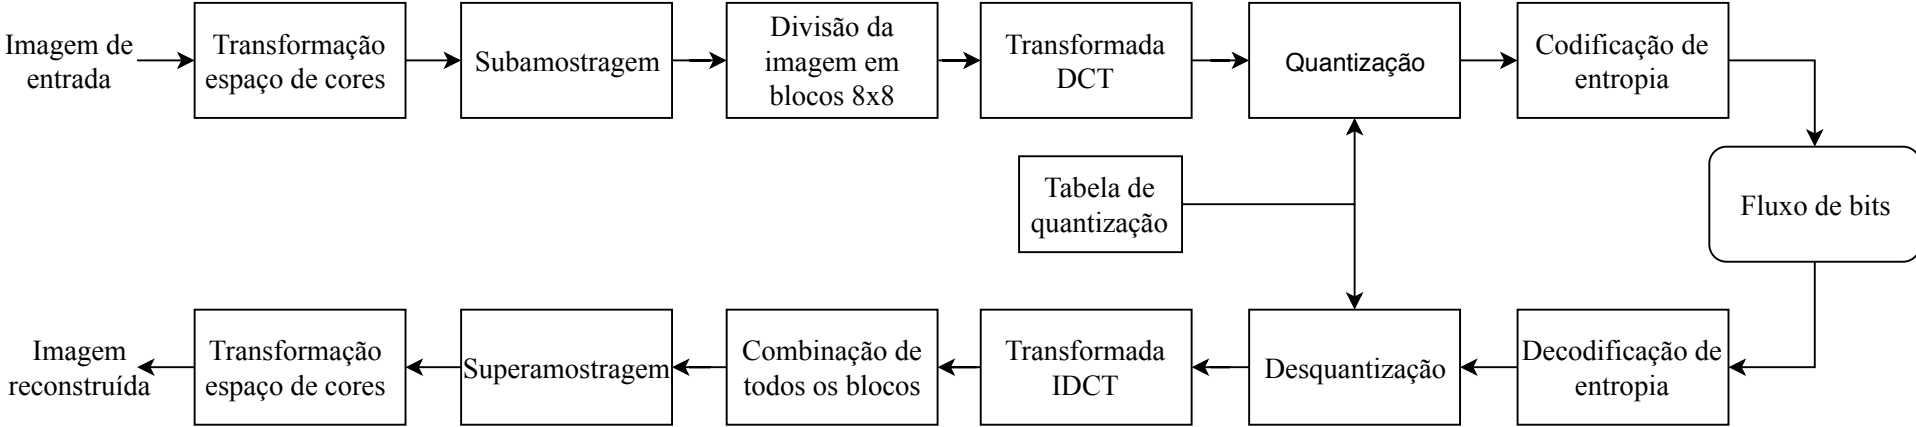 Imagem de
entrada
Transformação
espaço de cores
Subamostragem
Divisão da
imagem em
blocos 8x8
Transformada
DCT
Quantização
Codificação de
entropia
Tabela de
quantização
Fluxo de bits
Imagem
reconstruída
Transformação
espaço de cores
Superamostragem
Combinação de
todos os blocos
Transformada
IDCT
Desquantização
Decodificação de
entropia